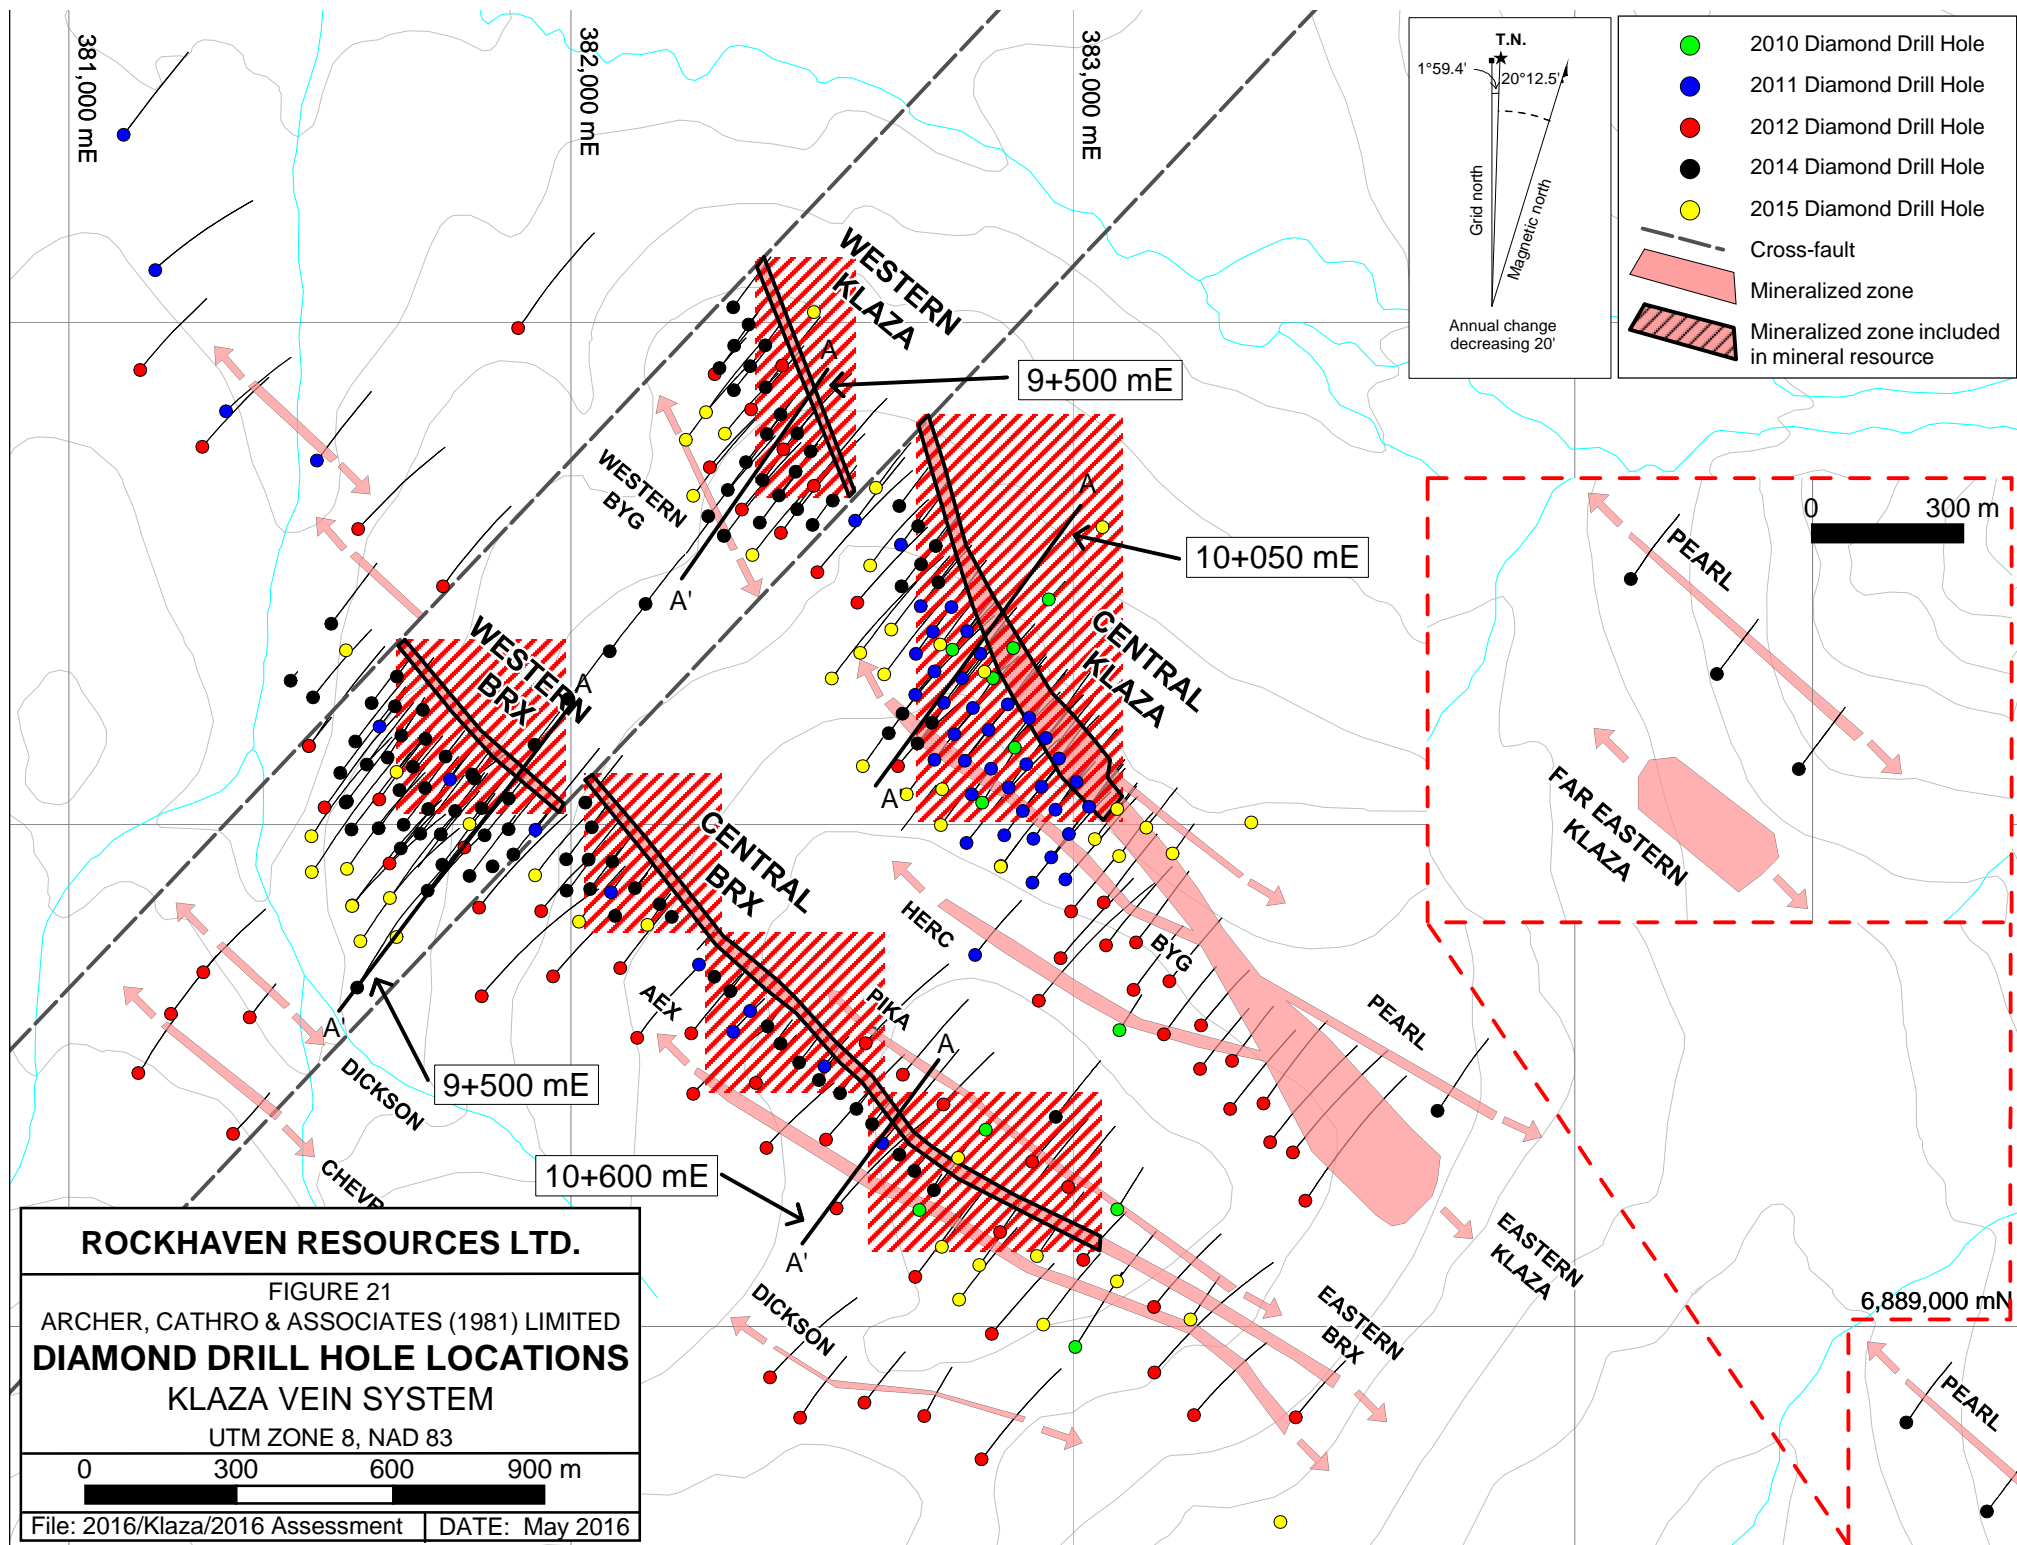 381,000 mE
382,000 mE
383,000 mE
T.N.
1°59.4'
20°12.5'
Grid north
Magnetic north
Annual change
decreasing 20'
2010 Diamond Drill Hole
2011 Diamond Drill Hole
2012 Diamond Drill Hole
2014 Diamond Drill Hole
2015 Diamond Drill Hole
Cross-fault
Mineralized zone
Mineralized zone included
in mineral resource
WESTERN
KLAZA
A
9+500 mE
WESTERN
BYG
A'
A
10+050 mE
CENTRAL
KLAZA
A'
WESTERN
BRX
A
CENTRAL
BRX
A'
9+500 mE
DICKSON
CHEVR
AEX
PIKA
A
10+600 mE
A'
HERC
BYG
PEARL
EASTERN
KLAZA
EASTERN
BRX
DICKSON
0 300 m
PEARL
FAR EASTERN
KLAZA
6,889,000 mN
PEARL
ROCKHAVEN RESOURCES LTD.
FIGURE 21
ARCHER, CATHRO & ASSOCIATES (1981) LIMITED
DIAMOND DRILL HOLE LOCATIONS
KLAZA VEIN SYSTEM
UTM ZONE 8, NAD 83
0 300 600 900 m
File: 2016/Klaza/2016 Assessment
DATE: May 2016